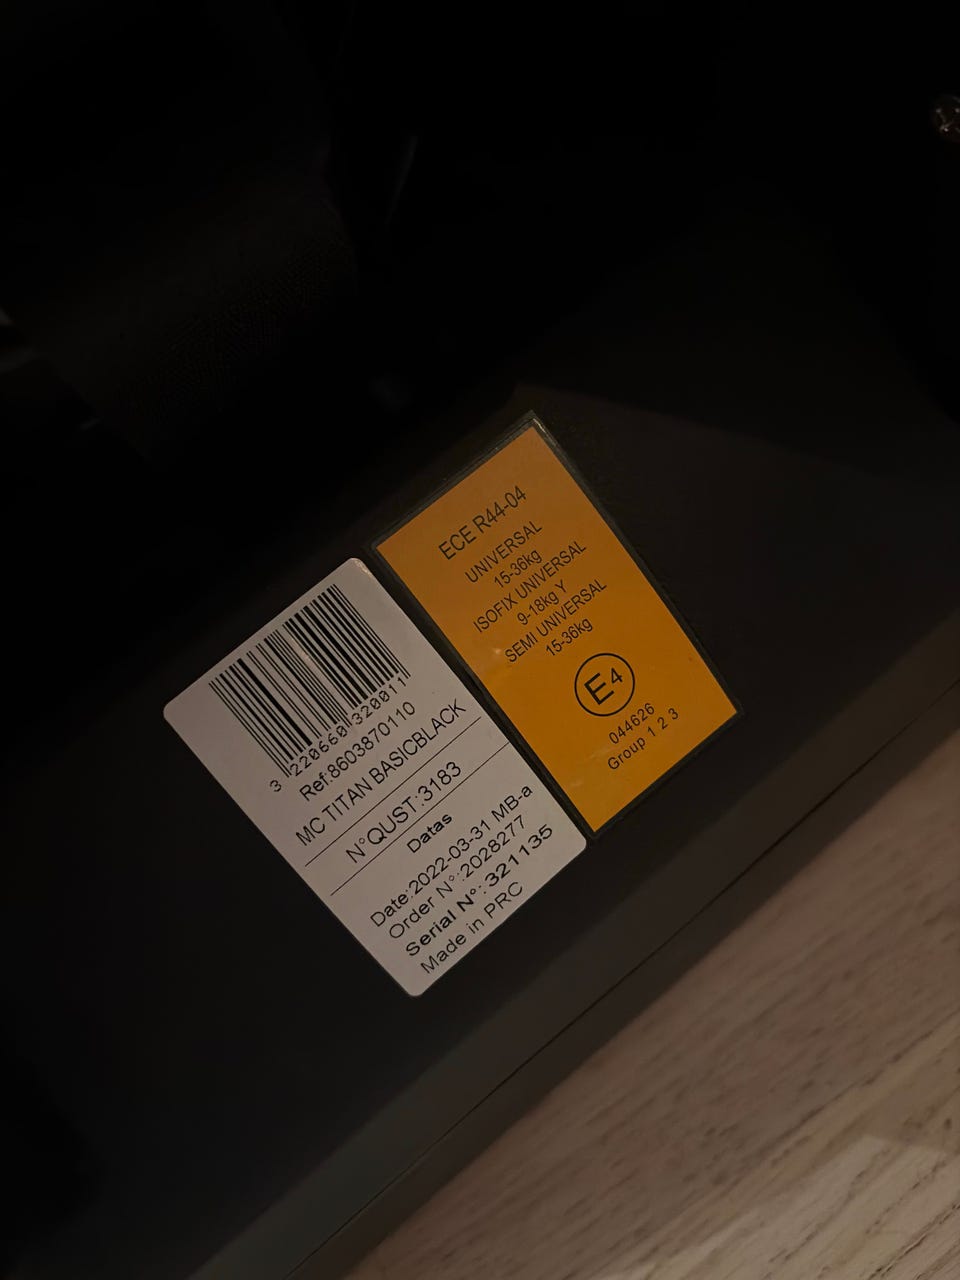 3 220660 320011
Ref:8603870110
MC TITAN BASICBLACK
N°QUST:3183
Datas
Date:2022-03-31 MB-a
Order N°:2028277
Serial N°: 321135
Made in PRC
ECE R44-04
UNIVERSAL
15-36kg
ISOFIX UNIVERSAL
9-18kg Y
SEMI UNIVERSAL
15-36kg
E4
044626
Group 1 2 3